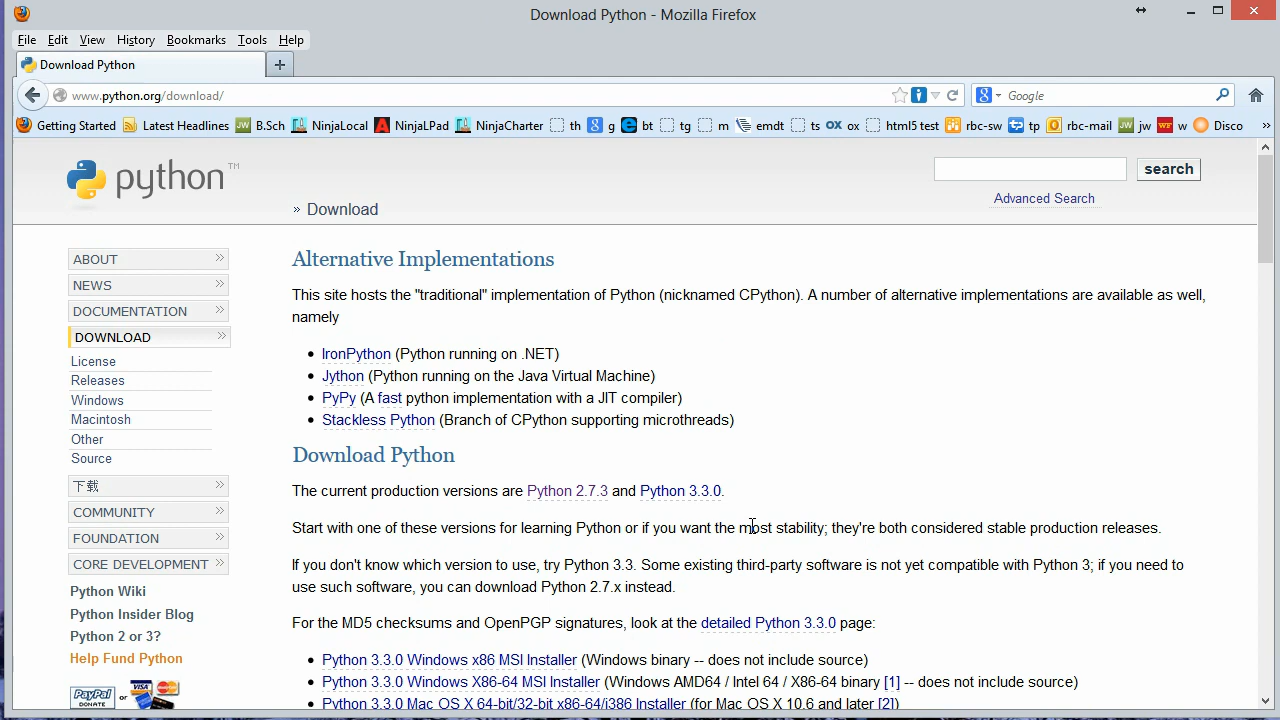 Download Python - Mozilla Firefox
File Edit View History Bookmarks Tools Help
Download Python
www.python.org/download/
Google
Getting Started Latest Headlines JW B.Sch NinjaLocal NinjaLPad NinjaCharter th g bt tg m emdt ts OX ox html5 test rbc-sw tp tp rbc-mail JW jw WF w Disco »
python™
search
Advanced Search
» Download
ABOUT »
NEWS »
DOCUMENTATION »
DOWNLOAD »
License
Releases
Windows
Macintosh
Other
Source
下载 »
COMMUNITY »
FOUNDATION »
CORE DEVELOPMENT »
Python Wiki
Python Insider Blog
Python 2 or 3?
Help Fund Python
PayPal DONATE or VISA
Alternative Implementations
This site hosts the "traditional" implementation of Python (nicknamed CPython). A number of alternative implementations are available as well,
namely
• IronPython (Python running on .NET)
• Jython (Python running on the Java Virtual Machine)
• PyPy (A fast python implementation with a JIT compiler)
• Stackless Python (Branch of CPython supporting microthreads)
Download Python
The current production versions are Python 2.7.3 and Python 3.3.0.
Start with one of these versions for learning Python or if you want the most stability; they're both considered stable production releases.
If you don't know which version to use, try Python 3.3. Some existing third-party software is not yet compatible with Python 3; if you need to
use such software, you can download Python 2.7.x instead.
For the MD5 checksums and OpenPGP signatures, look at the detailed Python 3.3.0 page:
• Python 3.3.0 Windows x86 MSI Installer (Windows binary -- does not include source)
• Python 3.3.0 Windows X86-64 MSI Installer (Windows AMD64 / Intel 64 / X86-64 binary [1] -- does not include source)
• Python 3.3.0 Mac OS X 64-bit/32-bit x86-64/i386 Installer (for Mac OS X 10.6 and later [2])